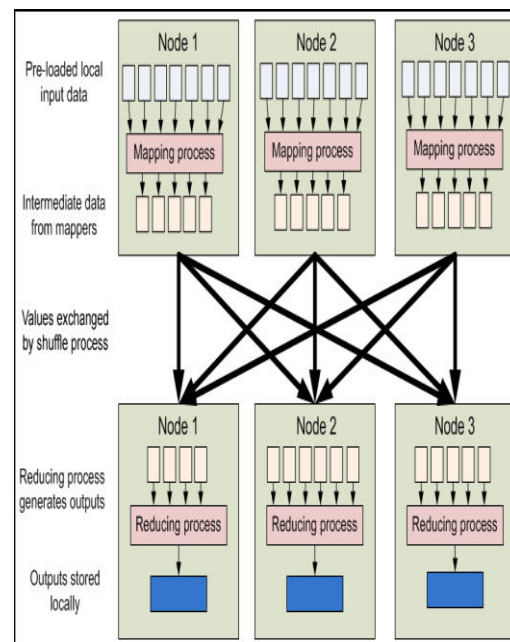 Node 1
Node 2
Node 3
Pre-loaded local
input data
Mapping process
Mapping process
Mapping process
Intermediate data
from mappers
Values exchanged
by shuffle process
Node 1
Node 2
Node 3
Reducing process
generates outputs
Reducing process
Reducing process
Reducing process
Outputs stored
locally